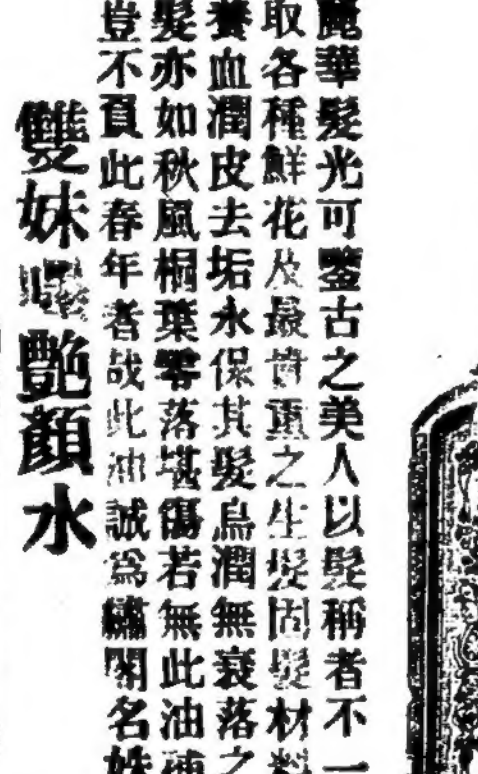 麗華髮光可鑒古之美人以髮稱者不一
取各種鮮花及最貴重之生髮固髮材料
養血潤皮去垢永保其髮烏潤無衰落之
髮亦如秋風桐葉零落堪傷若無此油
豈不負此春年者哉此油誠為繡閣名姝
雙妹嘜艷顏水